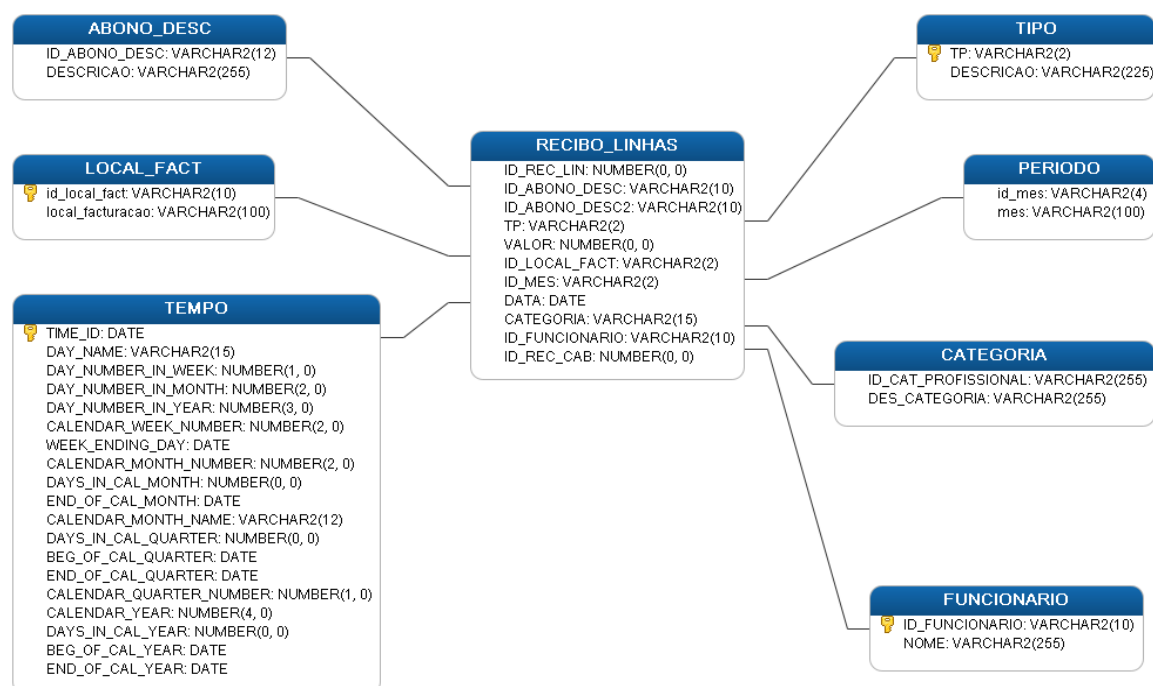 ABONO_DESC
ID_ABONO_DESC: VARCHAR2(12)
DESCRICAO: VARCHAR2(255)
LOCAL_FACT
id_local_fact: VARCHAR2(10)
local_facturacao: VARCHAR2(100)
TEMPO
TIME_ID: DATE
DAY_NAME: VARCHAR2(15)
DAY_NUMBER_IN_WEEK: NUMBER(1, 0)
DAY_NUMBER_IN_MONTH: NUMBER(2, 0)
DAY_NUMBER_IN_YEAR: NUMBER(3, 0)
CALENDAR_WEEK_NUMBER: NUMBER(2, 0)
WEEK_ENDING_DAY: DATE
CALENDAR_MONTH_NUMBER: NUMBER(2, 0)
DAYS_IN_CAL_MONTH: NUMBER(0, 0)
END_OF_CAL_MONTH: DATE
CALENDAR_MONTH_NAME: VARCHAR2(12)
DAYS_IN_CAL_QUARTER: NUMBER(0, 0)
BEG_OF_CAL_QUARTER: DATE
END_OF_CAL_QUARTER: DATE
CALENDAR_QUARTER_NUMBER: NUMBER(1, 0)
CALENDAR_YEAR: NUMBER(4, 0)
DAYS_IN_CAL_YEAR: NUMBER(0, 0)
BEG_OF_CAL_YEAR: DATE
END_OF_CAL_YEAR: DATE
RECIBO_LINHAS
ID_REC_LIN: NUMBER(0, 0)
ID_ABONO_DESC: VARCHAR2(10)
ID_ABONO_DESC2: VARCHAR2(10)
TP: VARCHAR2(2)
VALOR: NUMBER(0, 0)
ID_LOCAL_FACT: VARCHAR2(2)
ID_MES: VARCHAR2(2)
DATA: DATE
CATEGORIA: VARCHAR2(15)
ID_FUNCIONARIO: VARCHAR2(10)
ID_REC_CAB: NUMBER(0, 0)
TIPO
TP: VARCHAR2(2)
DESCRICAO: VARCHAR2(225)
PERIODO
id_mes: VARCHAR2(4)
mes: VARCHAR2(100)
CATEGORIA
ID_CAT_PROFISSIONAL: VARCHAR2(255)
DES_CATEGORIA: VARCHAR2(255)
FUNCIONARIO
ID_FUNCIONARIO: VARCHAR2(10)
NOME: VARCHAR2(255)